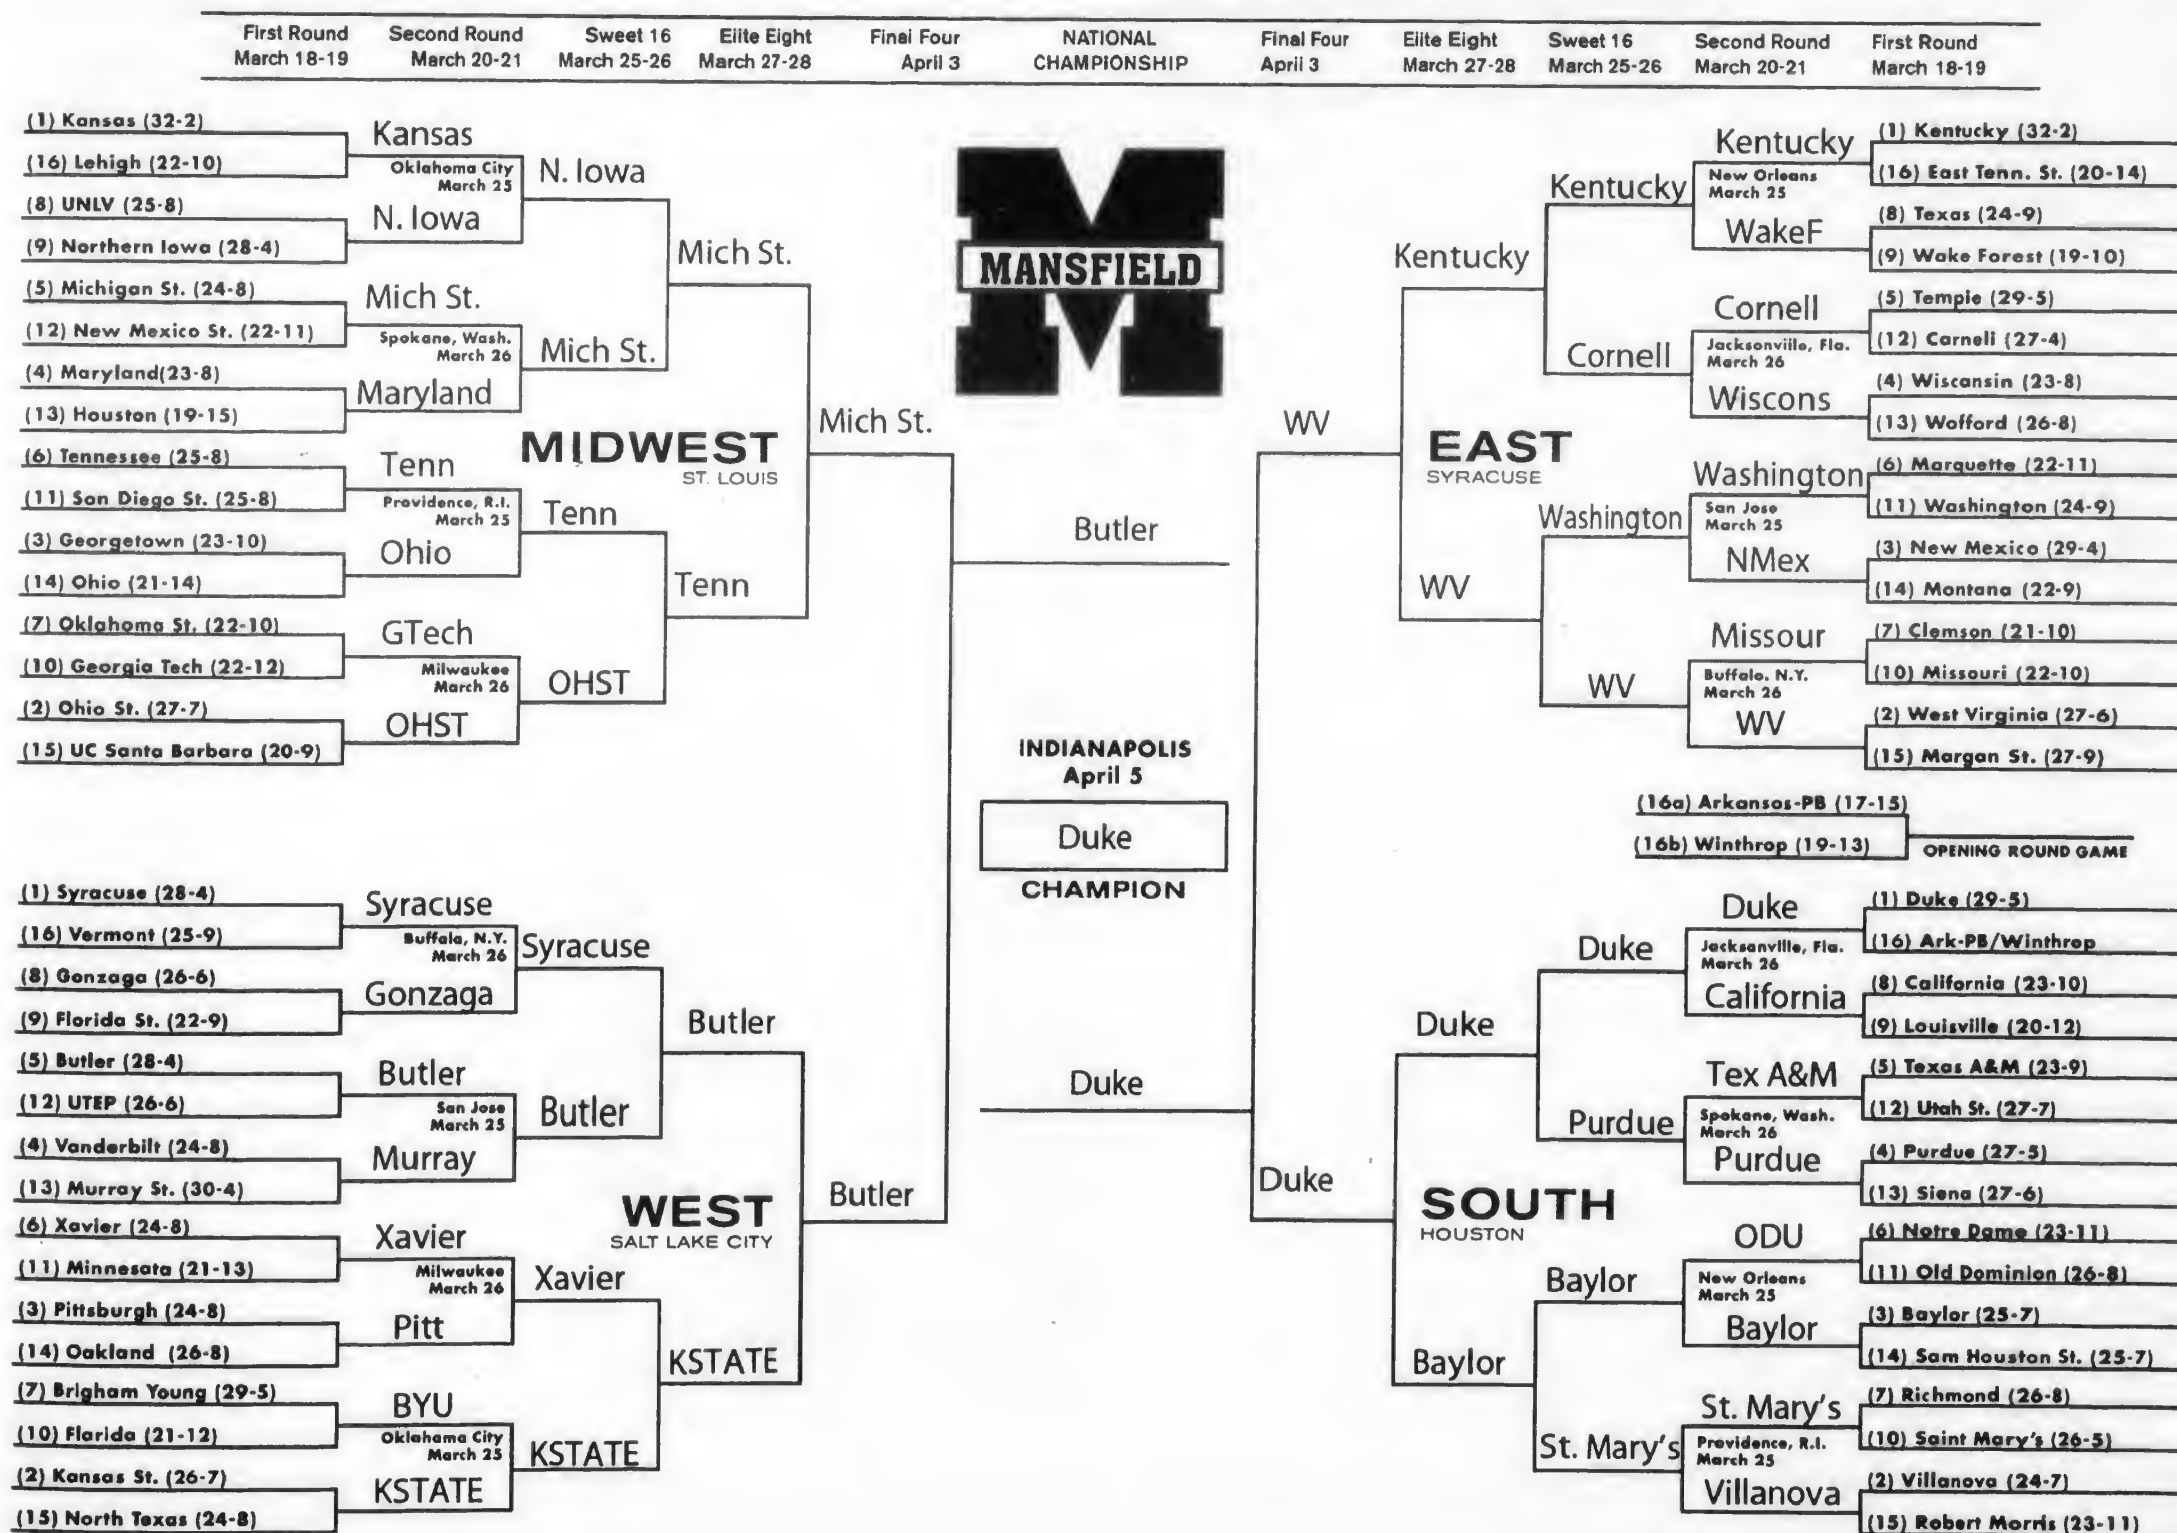 First Round
March 18-19
Second Round
March 20-21
Sweet 16
March 25-26
Elite Eight
March 27-28
Final Four
April 3
NATIONAL
CHAMPIONSHIP
Final Four
April 3
Elite Eight
March 27-28
Sweet 16
March 25-26
Second Round
March 20-21
First Round
March 18-19
(1) Kansas (32-2)
(16) Lehigh (22-10)
(8) UNLV (25-8)
(9) Northern Iowa (28-4)
(5) Michigan St. (24-8)
(12) New Mexico St. (22-11)
(4) Maryland(23-8)
(13) Houston (19-15)
(6) Tennessee (25-8)
(11) San Diego St. (25-8)
(3) Georgetown (23-10)
(14) Ohio (21-14)
(7) Oklahoma St. (22-10)
(10) Georgia Tech (22-12)
(2) Ohio St. (27-7)
(15) UC Santa Barbara (20-9)
Kansas
Oklahoma City
March 25
N. Iowa
Mich St.
Spokane, Wash.
March 26
Maryland
Tenn
Providence, R.I.
March 25
Ohio
GTech
Milwaukee
March 26
OHST
N. Iowa
Mich St.
Tenn
OHST
Mich St.
Tenn
MIDWEST
ST. LOUIS
Mich St.
MANSFIELD
Butler
INDIANAPOLIS
April 5
Duke
CHAMPION
Duke
(1) Syracuse (28-4)
(16) Vermont (25-9)
(8) Gonzaga (26-6)
(9) Florida St. (22-9)
(5) Butler (28-4)
(12) UTEP (26-6)
(4) Vanderbilt (24-8)
(13) Murray St. (30-4)
(6) Xavier (24-8)
(11) Minnesota (21-13)
(3) Pittsburgh (24-8)
(14) Oakland (26-8)
(7) Brigham Young (29-5)
(10) Florida (21-12)
(2) Kansas St. (26-7)
(15) North Texas (24-8)
Syracuse
Buffalo, N.Y.
March 26
Gonzaga
Butler
San Jose
March 25
Murray
Xavier
Milwaukee
March 26
Pitt
BYU
Oklahoma City
March 25
KSTATE
Syracuse
Butler
Xavier
KSTATE
Butler
KSTATE
WEST
SALT LAKE CITY
Butler
WV
EAST
SYRACUSE
Kentucky
WV
Kentucky
Cornell
Washington
WV
Kentucky
New Orleans
March 25
WakeF
Cornell
Jacksonville, Fla.
March 26
Wiscons
Washington
San Jose
March 25
NMex
Missour
Buffalo, N.Y.
March 26
WV
(1) Kentucky (32-2)
(16) East Tenn. St. (20-14)
(8) Texas (24-9)
(9) Wake Forest (19-10)
(5) Temple (29-5)
(12) Cornell (27-4)
(4) Wisconsin (23-8)
(13) Wofford (26-8)
(6) Marquette (22-11)
(11) Washington (24-9)
(3) New Mexico (29-4)
(14) Montana (22-9)
(7) Clemson (21-10)
(10) Missouri (22-10)
(2) West Virginia (27-6)
(15) Morgan St. (27-9)
(16a) Arkansas-PB (17-15)
(16b) Winthrop (19-13)
OPENING ROUND GAME
Duke
SOUTH
HOUSTON
Duke
Baylor
Duke
Purdue
Baylor
St. Mary's
Duke
Jacksonville, Fla.
March 26
California
Tex A&M
Spokane, Wash.
March 26
Purdue
ODU
New Orleans
March 25
Baylor
St. Mary's
Providence, R.I.
March 25
Villanova
(1) Duke (29-5)
(16) Ark-PB/Winthrop
(8) California (23-10)
(9) Louisville (20-12)
(5) Texas A&M (23-9)
(12) Utah St. (27-7)
(4) Purdue (27-5)
(13) Siena (27-6)
(6) Notre Dame (23-11)
(11) Old Dominion (26-8)
(3) Baylor (25-7)
(14) Sam Houston St. (25-7)
(7) Richmond (26-8)
(10) Saint Mary's (26-5)
(2) Villanova (24-7)
(15) Robert Morris (23-11)